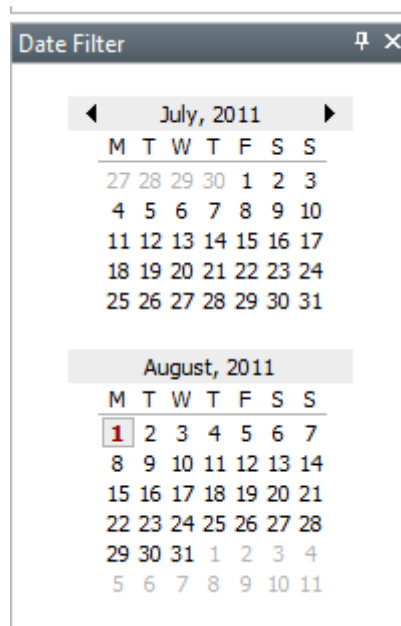 Date Filter
July, 2011
M T W T F S S
27 28 29 30 1 2 3
4 5 6 7 8 9 10
11 12 13 14 15 16 17
18 19 20 21 22 23 24
25 26 27 28 29 30 31
August, 2011
M T W T F S S
1 2 3 4 5 6 7
8 9 10 11 12 13 14
15 16 17 18 19 20 21
22 23 24 25 26 27 28
29 30 31 1 2 3 4
5 6 7 8 9 10 11